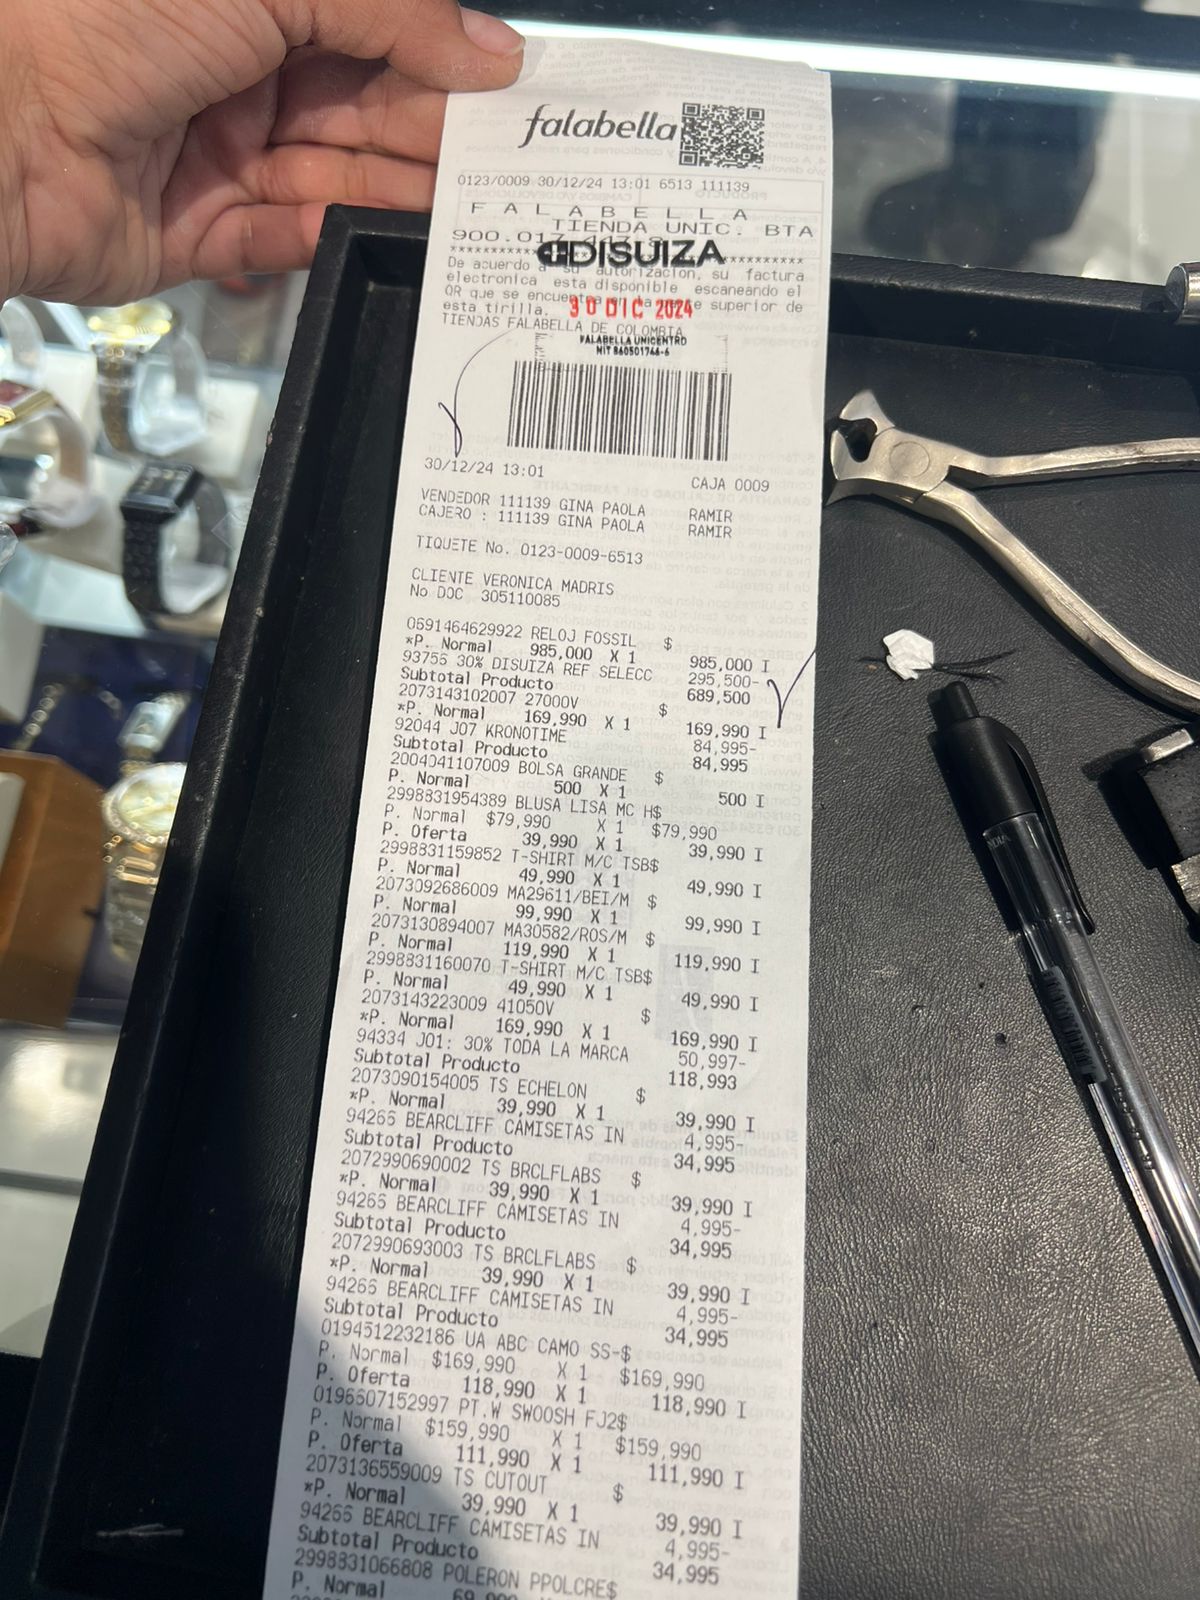 falabella
0123/0009 30/12/24 13:01 6513 111139
F A L A B E L L A
TIENDA UNIC. BTA
900.017
DISUIZA
De acuerdo a su autorizacion, su factura
electronica esta disponible escaneando el
QR que se encuentra en la parte superior de
esta tirilla.
30 DIC 2024
TIENDAS FALABELLA DE COLOMBIA
FALABELLA UNICENTRO
NIT 860501766-6
30/12/24 13:01
CAJA 0009
VENDEDOR 111139 GINA PAOLA RAMIR
CAJERO : 111139 GINA PAOLA RAMIR
TIQUETE No. 0123-0009-6513
CLIENTE VERONICA MADRIS
No DOC 305110085
0691464629922 RELOJ FOSSIL $
*P. Normal 985,000 X 1 985,000 I
93755 30% DISUIZA REF SELECC 295,500-
Subtotal Producto 689,500
2073143102007 27000V $
*P. Normal 169,990 X 1 169,990 I
92044 J07 KRONOTIME 84,995-
Subtotal Producto 84,995
2004041107009 BOLSA GRANDE $
P. Normal 500 X 1 500 I
2998831954389 BLUSA LISA MC H$
P. Normal $79,990 X 1 $79,990
P. Oferta 39,990 X 1 39,990 I
2998831159852 T-SHIRT M/C TSB$
P. Normal 49,990 X 1 49,990 I
2073092686009 MA29611/BEI/M $
P. Normal 99,990 X 1 99,990 I
2073130894007 MA30582/ROS/M $
P. Normal 119,990 X 1 119,990 I
2998831160070 T-SHIRT M/C TSB$
P. Normal 49,990 X 1 49,990 I
2073143223009 41050V $
*P. Normal 169,990 X 1 169,990 I
94334 J01: 30% TODA LA MARCA 50,997-
Subtotal Producto 118,993
2073090154005 TS ECHELON $
*P. Normal 39,990 X 1 39,990 I
94265 BEARCLIFF CAMISETAS IN 4,995-
Subtotal Producto 34,995
2072990690002 TS BRCLFLABS $
*P. Normal 39,990 X 1 39,990 I
94265 BEARCLIFF CAMISETAS IN 4,995-
Subtotal Producto 34,995
2072990693003 TS BRCLFLABS $
*P. Normal 39,990 X 1 39,990 I
94265 BEARCLIFF CAMISETAS IN 4,995-
Subtotal Producto 34,995
0194512232186 UA ABC CAMO SS-$
P. Normal $169,990 X 1 $169,990
P. Oferta 118,990 X 1 118,990 I
0196607152997 PT.W SWOOSH FJ2$
P. Normal $159,990 X 1 $159,990
P. Oferta 111,990 X 1 111,990 I
2073136559009 TS CUTOUT $
*P. Normal 39,990 X 1 39,990 I
94265 BEARCLIFF CAMISETAS IN 4,995-
Subtotal Producto 34,995
2998831066808 POLERON PPOLCRE$
P. Normal